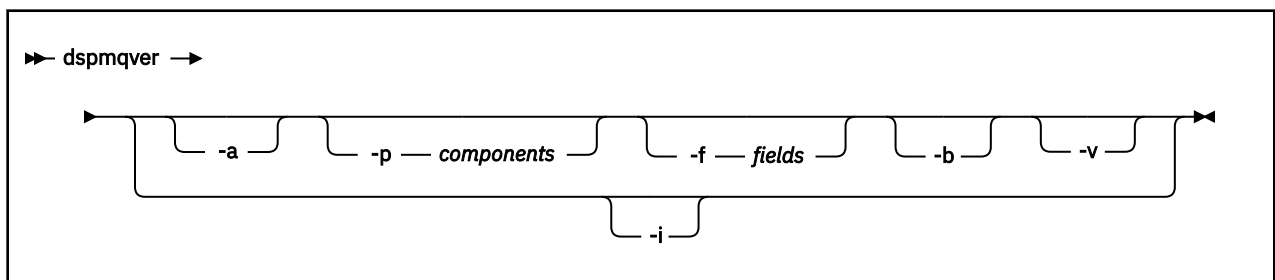 dspmqver
-a -p components -f fields -b -v
-i